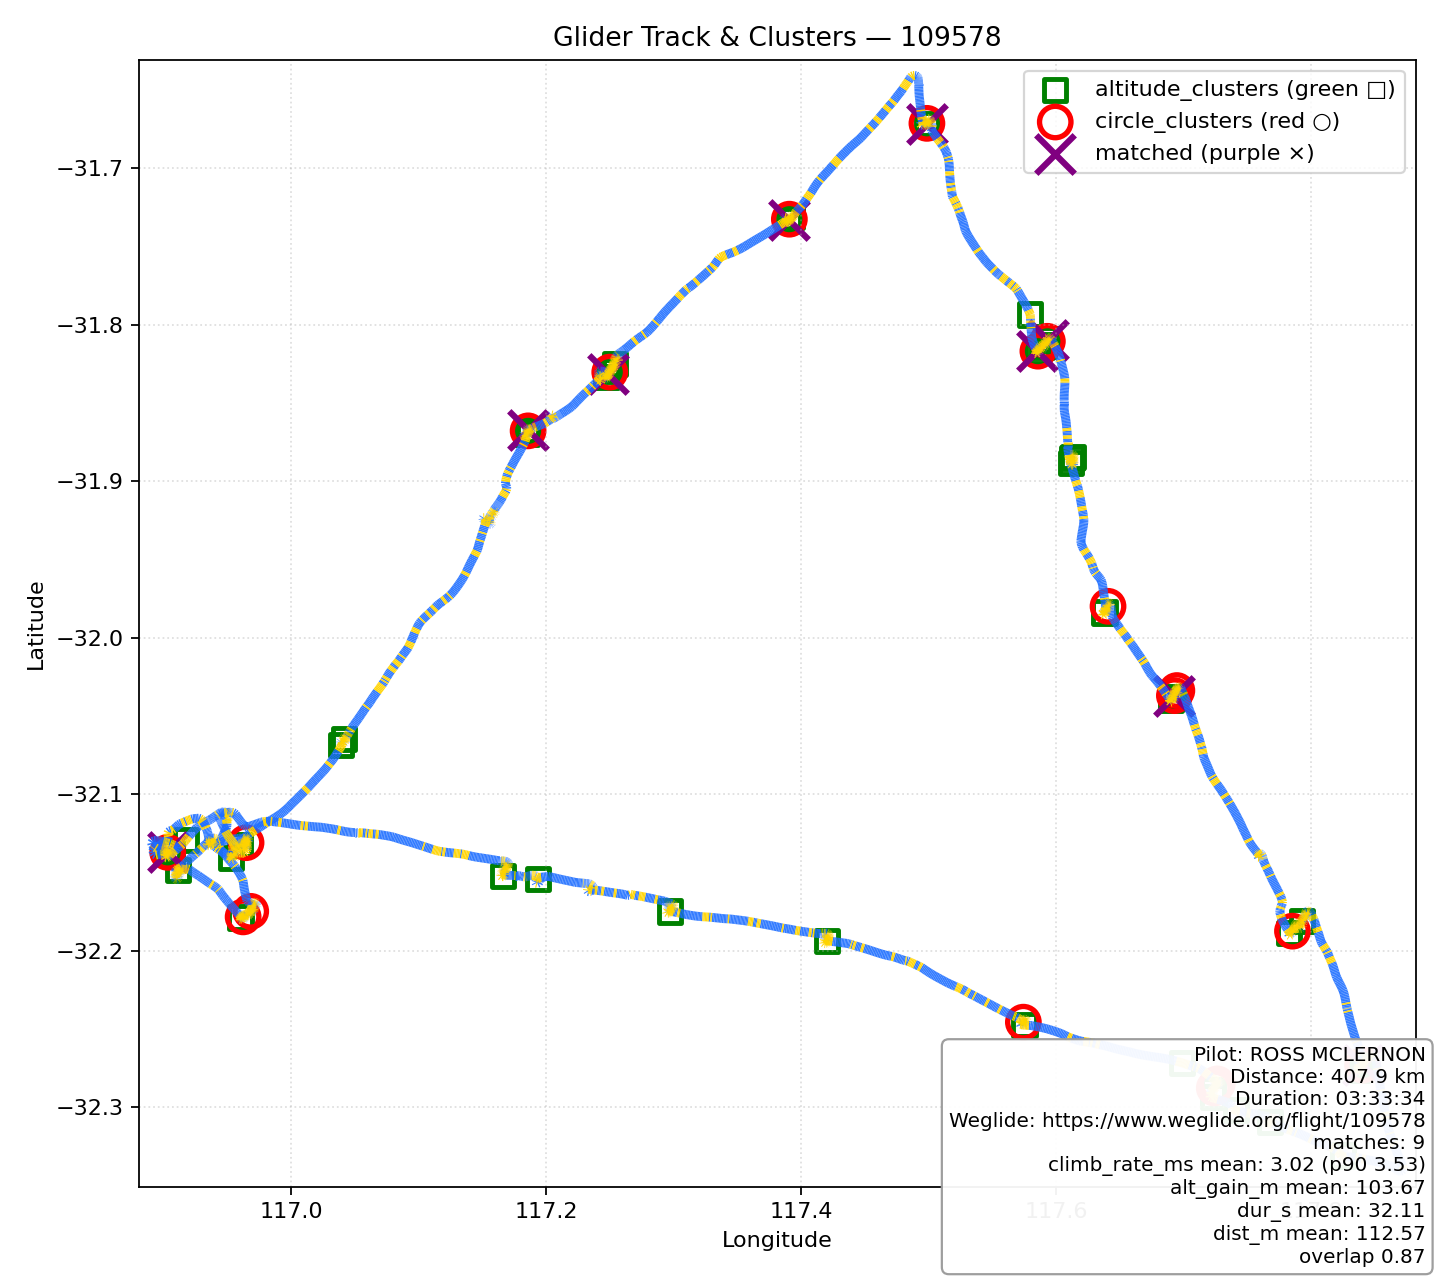 Glider Track & Clusters — 109578
altitude_clusters (green □)
circle_clusters (red ○)
matched (purple ×)
−31.7
−31.8
−31.9
−32.0
−32.1
−32.2
−32.3
Latitude
117.0
117.2
117.4
117.6
Longitude
Pilot: ROSS MCLERNON
Distance: 407.9 km
Duration: 03:33:34
Weglide: https://www.weglide.org/flight/109578
matches: 9
climb_rate_ms mean: 3.02 (p90 3.53)
alt_gain_m mean: 103.67
dur_s mean: 32.11
dist_m mean: 112.57
overlap 0.87